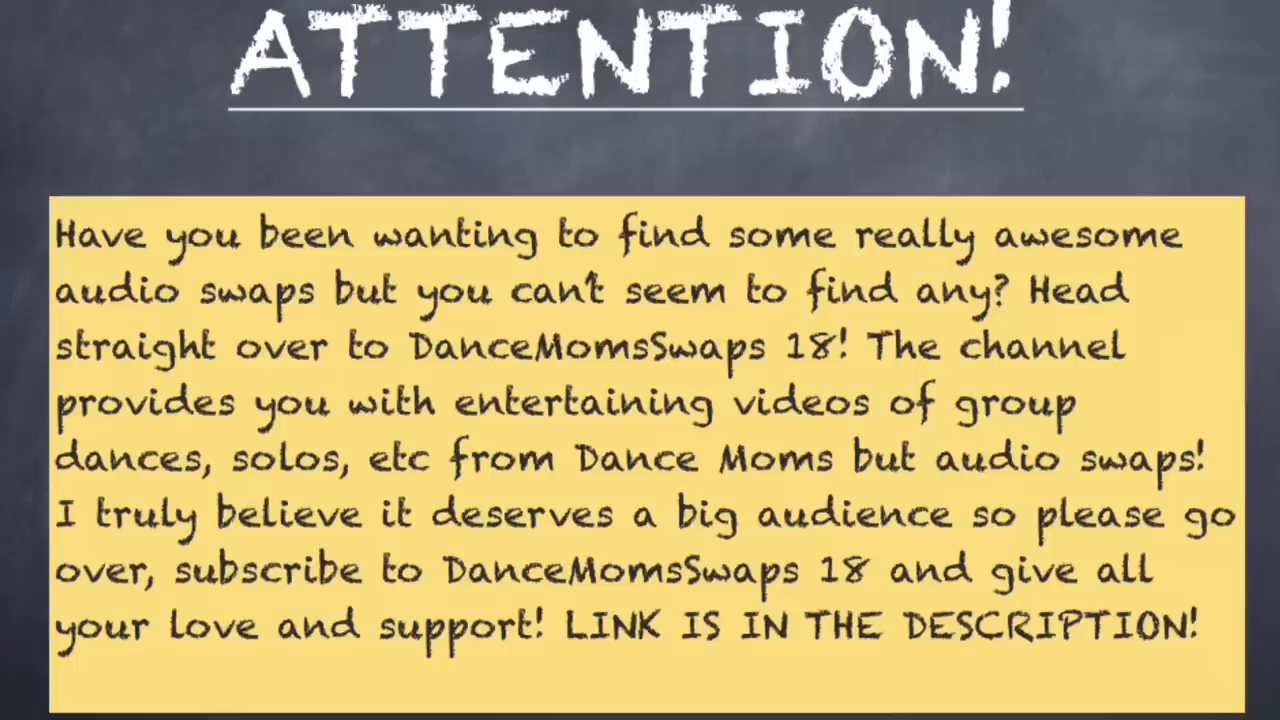 ATTENTION!
Have you been wanting to find some really awesome
audio swaps but you can't seem to find any? Head
straight over to DanceMomsSwaps 18! The channel
provides you with entertaining videos of group
dances, solos, etc from Dance Moms but audio swaps!
I truly believe it deserves a big audience so please go
over, subscribe to DanceMomsSwaps 18 and give all
your love and support! LINK IS IN THE DESCRIPTION!